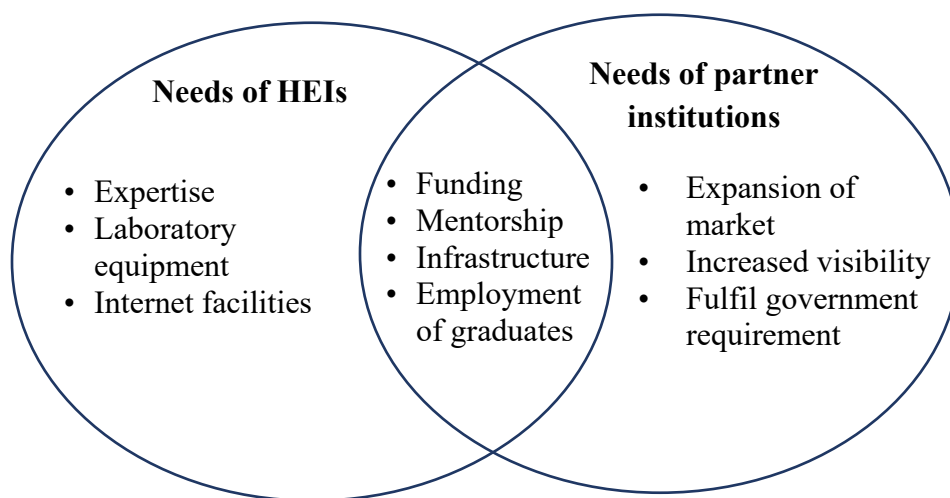 Needs of HEIs
• Expertise
• Laboratory
equipment
• Internet facilities
• Funding
• Mentorship
• Infrastructure
• Employment
of graduates
Needs of partner
institutions
• Expansion of
market
• Increased visibility
• Fulfil government
requirement